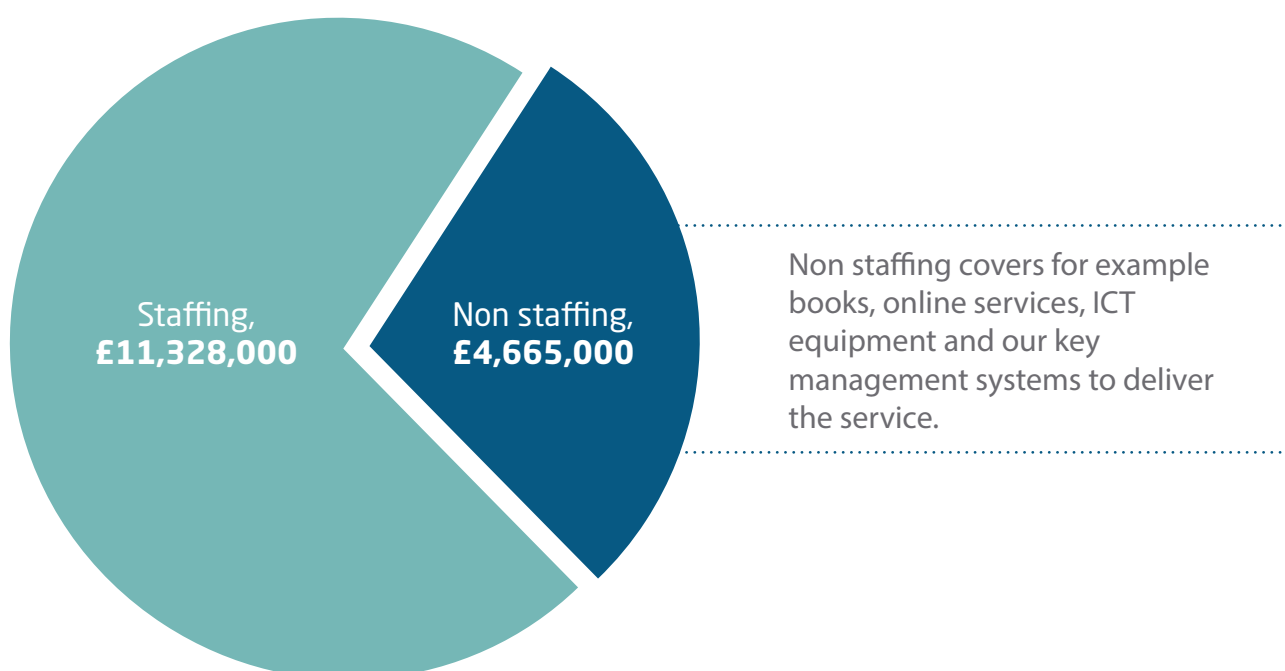 Staffing,
£11,328,000
Non staffing,
£4,665,000
Non staffing covers for example
books, online services, ICT
equipment and our key
management systems to deliver
the service.